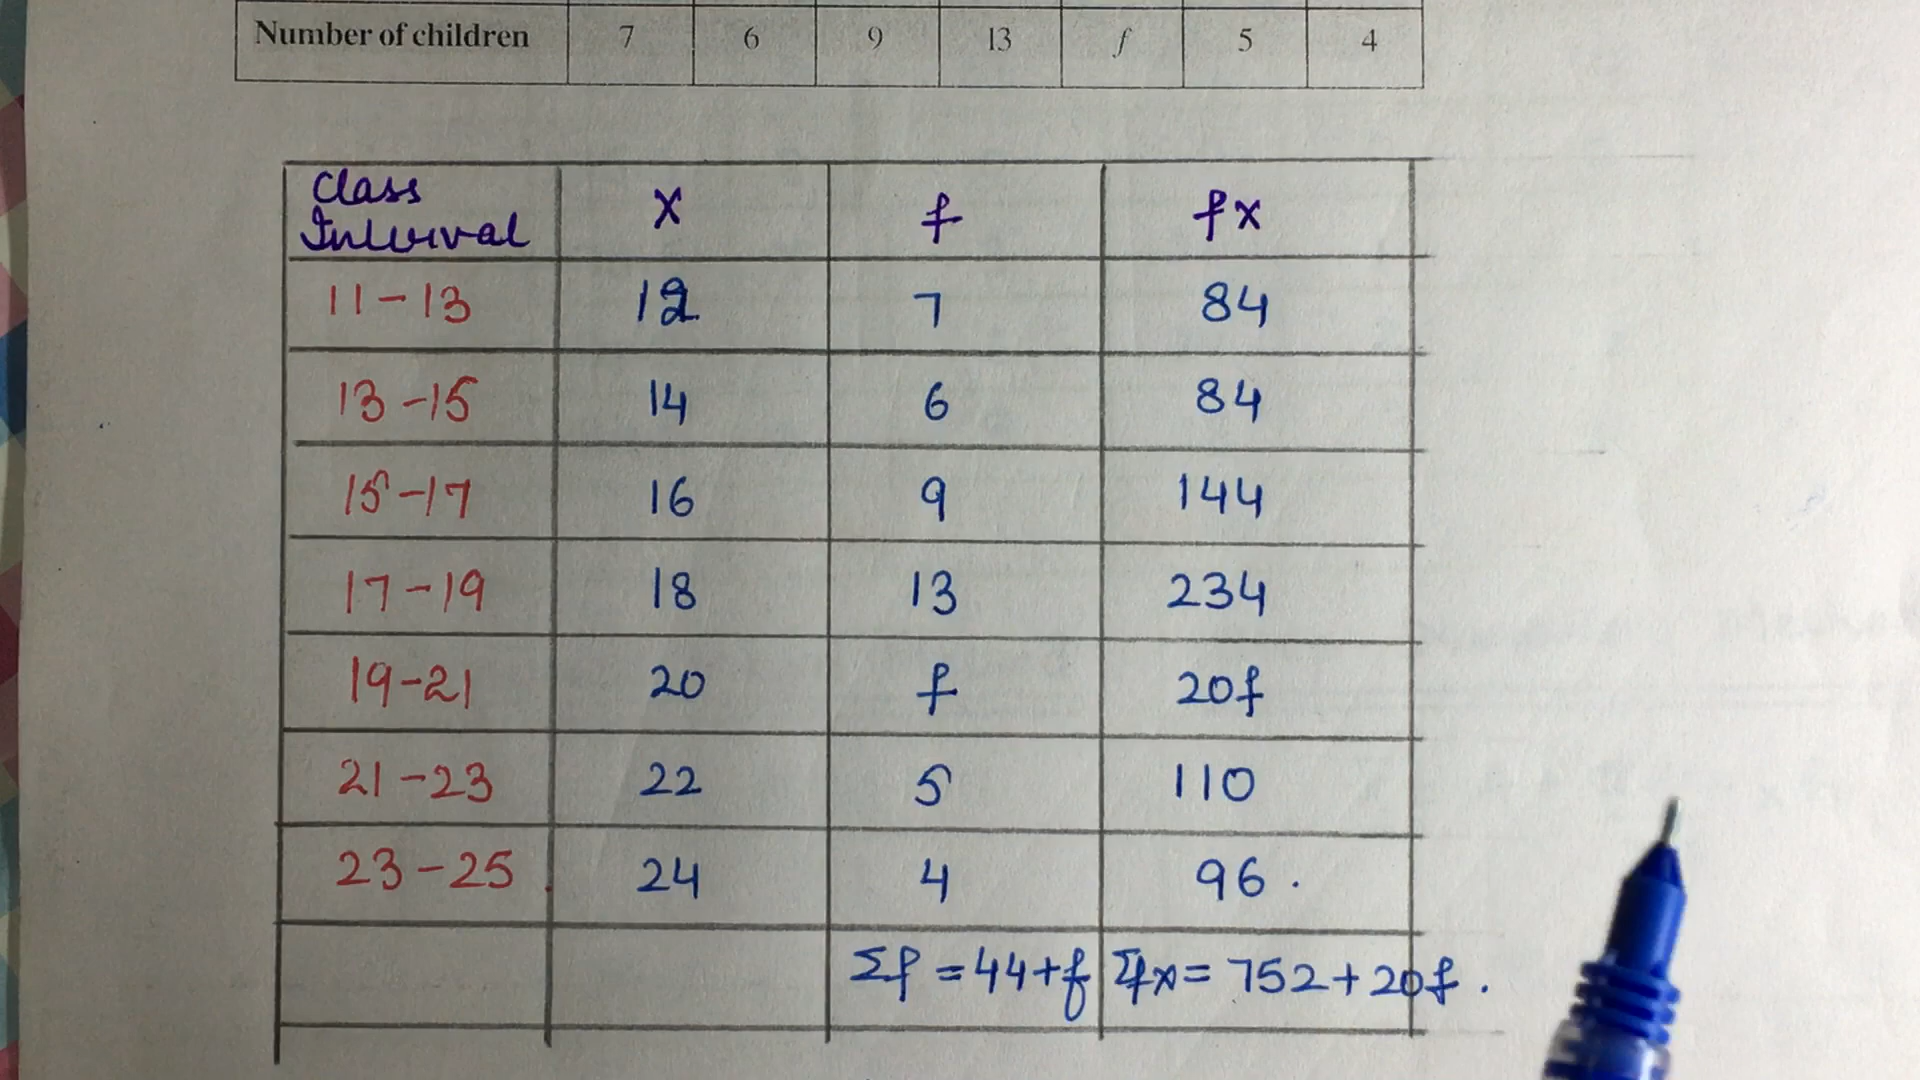 Number of children 7 6 9 13 f 5 4
Class Interval X f fx
11-13 12 7 84
13-15 14 6 84
15-17 16 9 144
17-19 18 13 234
19-21 20 f 20f
21-23 22 5 110
23-25 24 4 96
Σf = 44+f Σfx = 752+20f